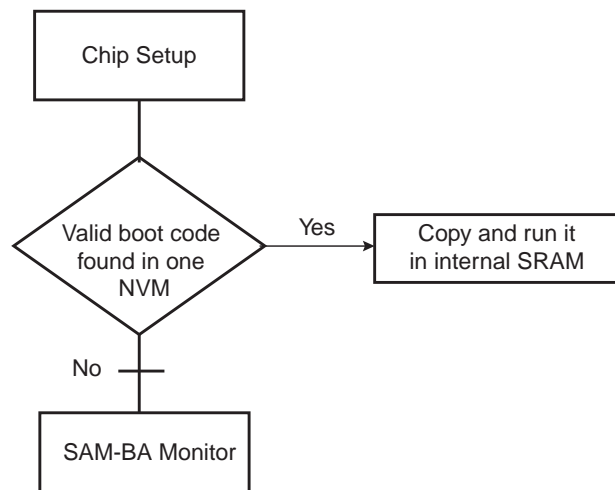 Chip Setup
Valid boot code
found in one
NVM
Yes
Copy and run it
in internal SRAM
No
SAM-BA Monitor